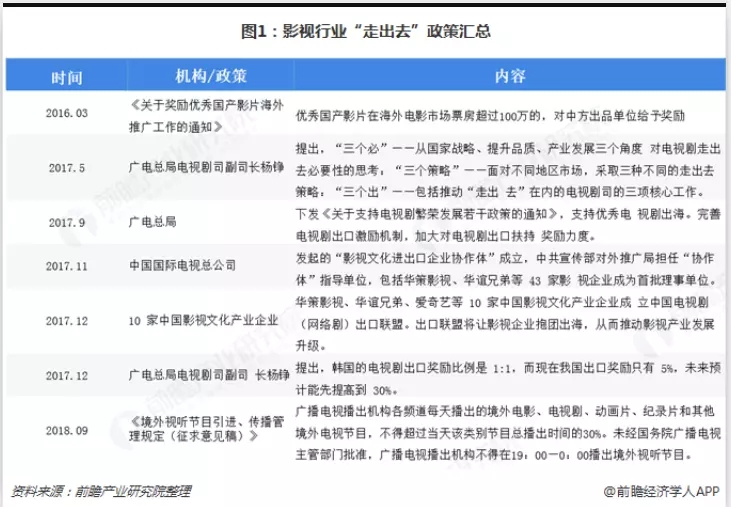 图1：影视行业“走出去”政策汇总
时间 机构/政策 内容
2016.03 《关于奖励优秀国产影片海外
推广工作的通知》 优秀国产影片在海外电影市场票房超过100万的，对中方出品单位给予奖励
2017.5 广电总局电视剧司副司长杨铮
提出，“三个必”——从国家战略、提升品质、产业发展三个角度 对电视剧走出
去必要性的思考；“三个策略”——面对不同地区市场，采取三种不同的走出去
策略；“三个出”——包括推动“走出 去”在内的电视剧司的三项核心工作。
2017.9 广电总局
下发《关于支持电视剧繁荣发展若干政策的通知》，支持优秀电 视剧出海。完善
电视剧出口激励机制，加大对电视剧出口扶持 奖励力度。
2017.11 中国国际电视总公司
发起的“影视文化进出口企业协作体”成立，中共宣传部对外推广局担任“协作
体”指导单位，包括华策影视、华谊兄弟等 43 家影 视企业成为首批理事单位。
2017.12 10 家中国影视文化产业企业
华策影视、华谊兄弟、爱奇艺等 10 家中国影视文化产业企业成 立中国电视剧
（网络剧）出口联盟。出口联盟将让影视企业抱团出海，从而推动影视产业发展
升级。
2017.12 广电总局电视剧司副司 长杨铮
提出，韩国的电视剧出口奖励比例是 1:1，而现在我国出口奖励只有 5%，未来预
计能先提高到 30%。
2018.09 《境外视听节目引进、传播管
理规定（征求意见稿）》
广播电视播出机构各频道每天播出的境外电影、电视剧、动画片、纪录片和其他
境外电视节目，不得超过当天该类别节目总播出时间的30%。未经国务院广播电视
主管部门批准，广播电视播出机构不得在19：00—0：00播出境外视听节目。
资料来源：前瞻产业研究院整理 @前瞻经济学人APP